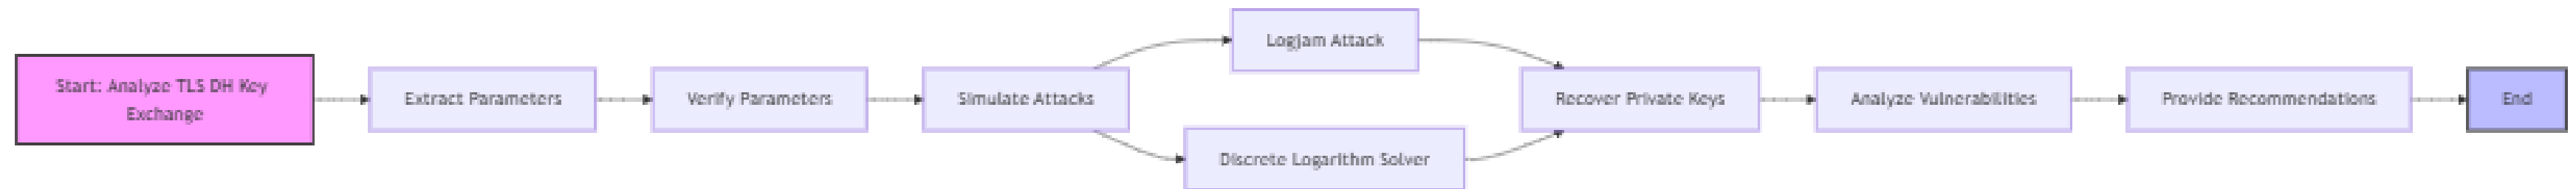 Start: Analyze TLS DH Key
Exchange
Extract Parameters
Verify Parameters
Simulate Attacks
Logjam Attack
Discrete Logarithm Solver
Recover Private Keys
Analyze Vulnerabilities
Provide Recommendations
End